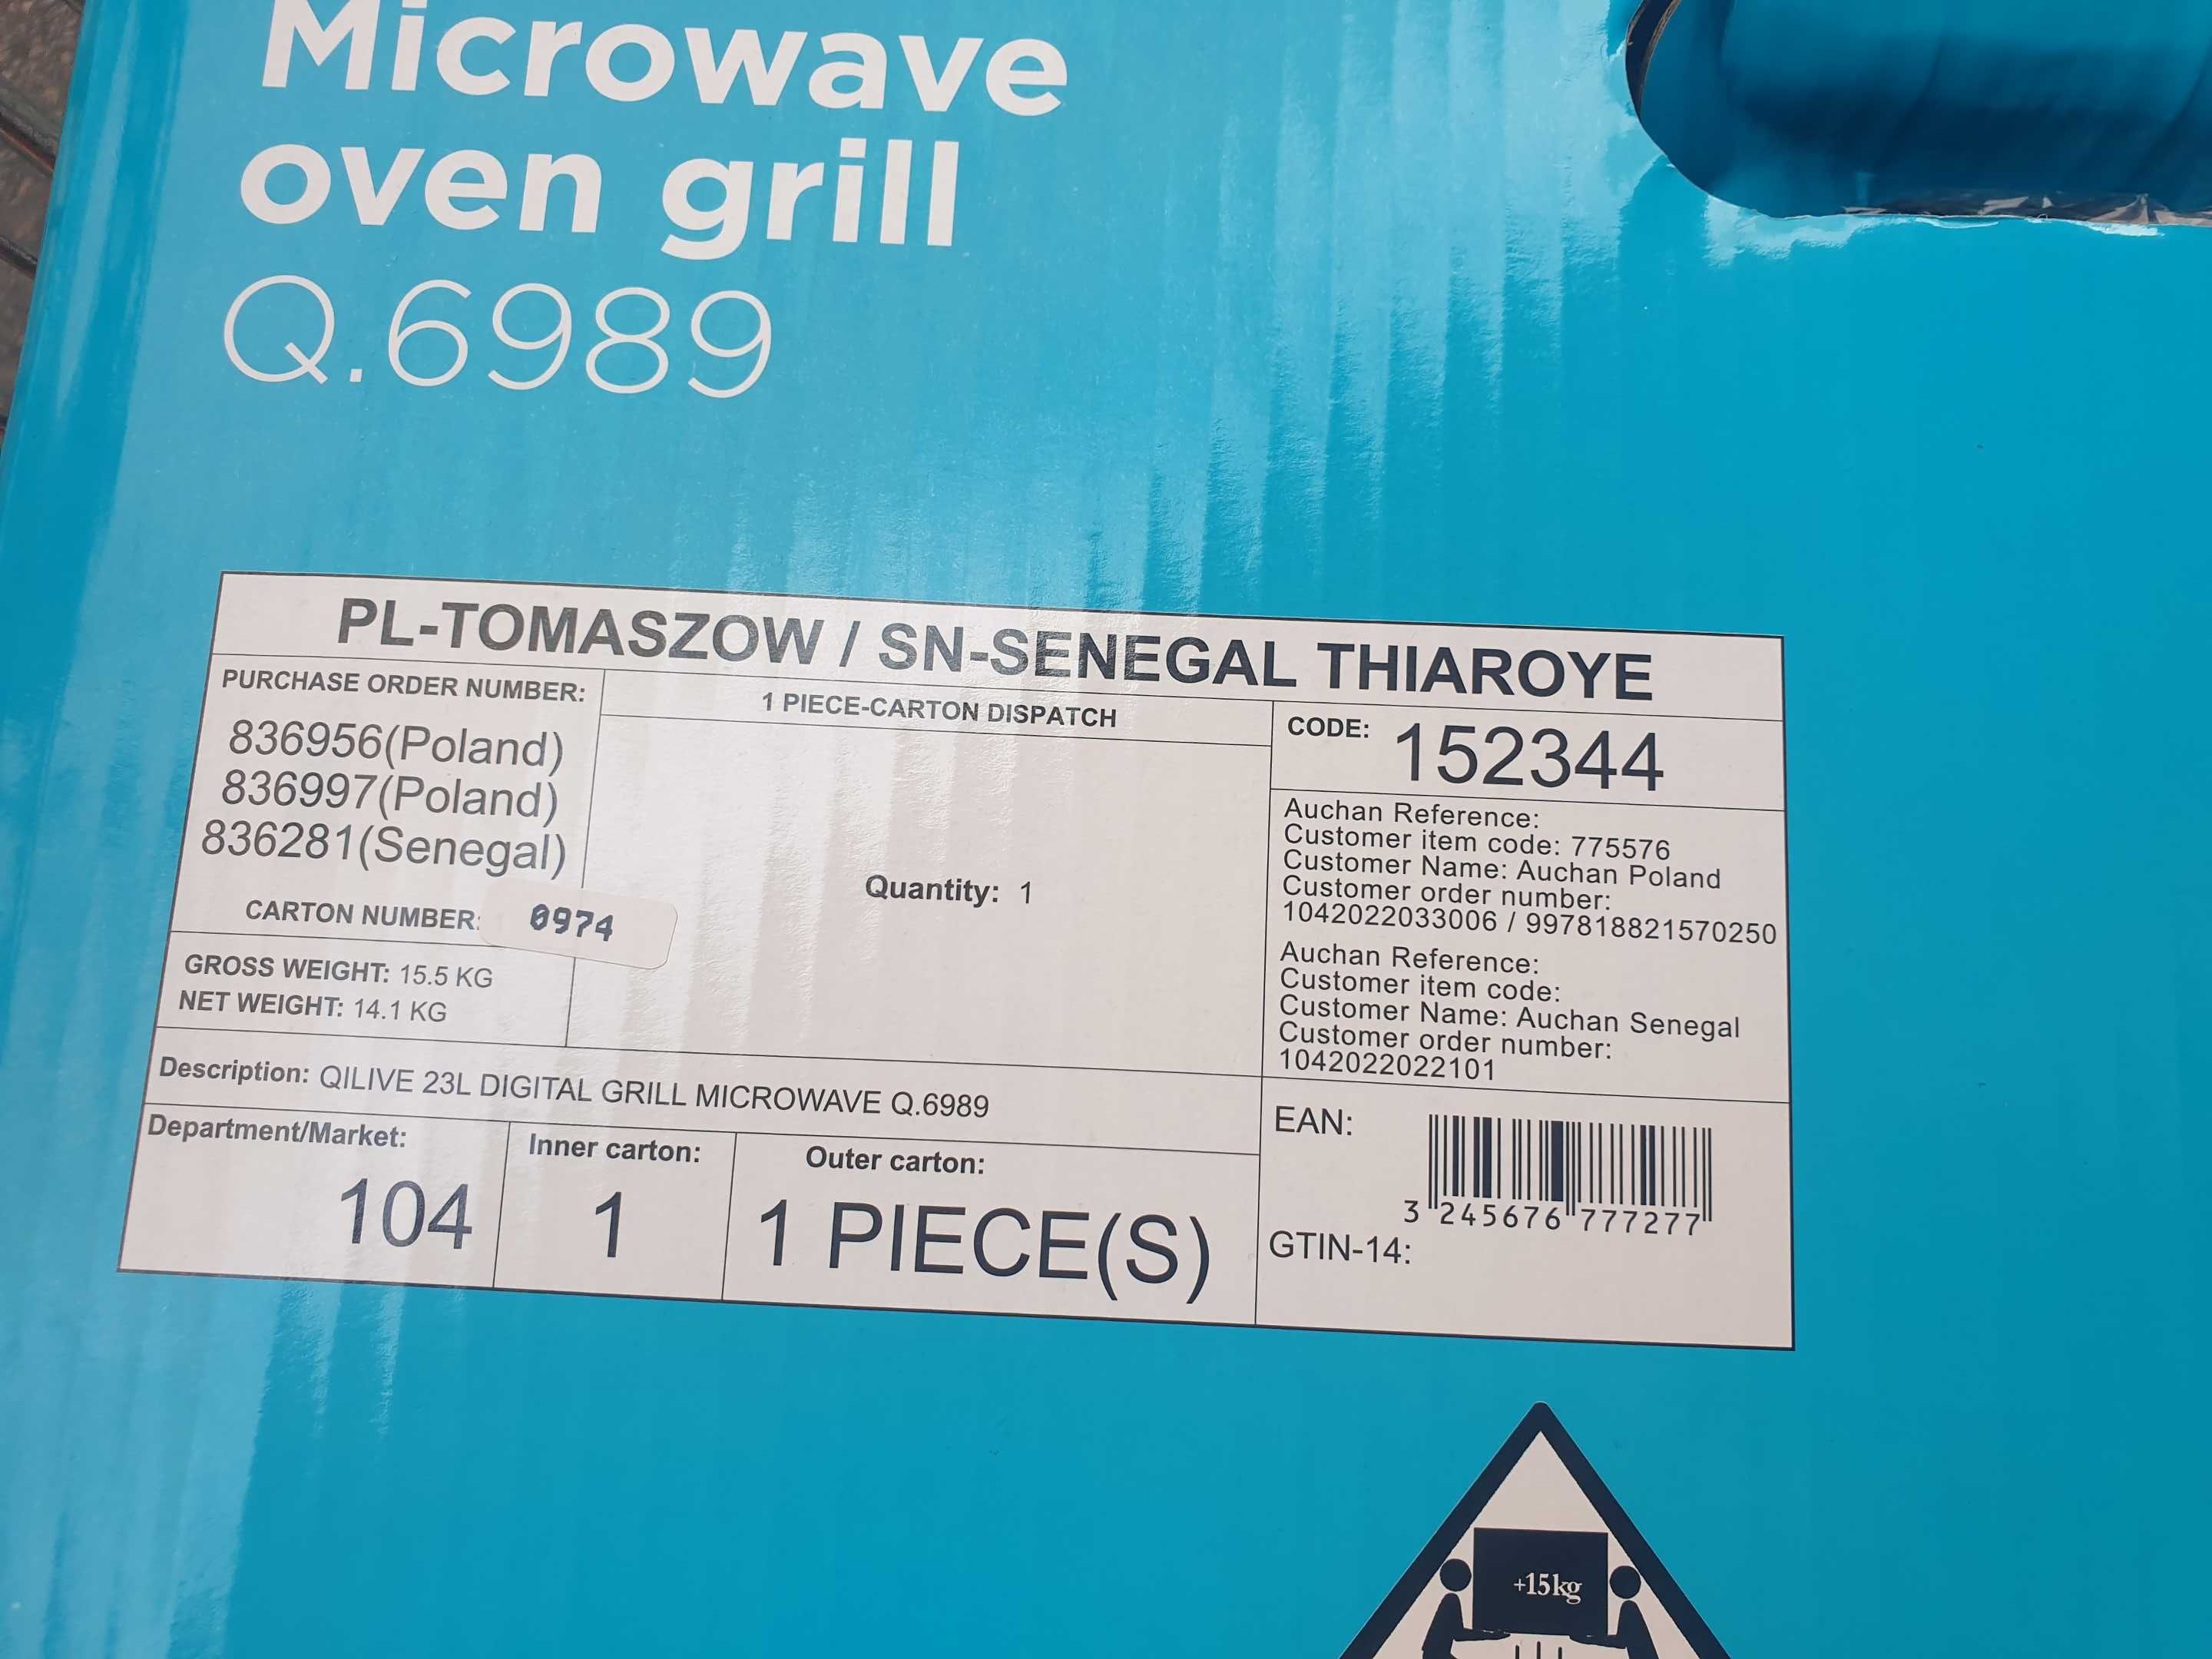 Microwave
oven grill
Q.6989
PL-TOMASZOW / SN-SENEGAL THIAROYE
PURCHASE ORDER NUMBER:
836956(Poland)
836997(Poland)
836281(Senegal)
CARTON NUMBER: 0974
GROSS WEIGHT: 15.5 KG
NET WEIGHT: 14.1 KG
1 PIECE-CARTON DISPATCH
Quantity: 1
CODE: 152344
Auchan Reference:
Customer item code: 775576
Customer Name: Auchan Poland
Customer order number:
1042022033006 / 997818821570250
Auchan Reference:
Customer item code:
Customer Name: Auchan Senegal
Customer order number:
1042022022101
Description: QILIVE 23L DIGITAL GRILL MICROWAVE Q.6989
Department/Market:
104
Inner carton:
1
Outer carton:
1 PIECE(S)
EAN:
3 245676 777277
GTIN-14:
+15kg